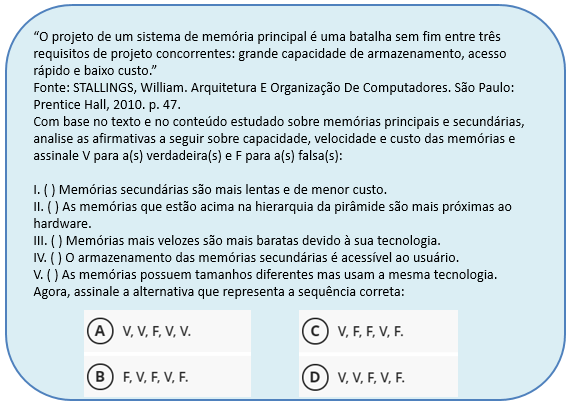 “O projeto de um sistema de memória principal é uma batalha sem fim entre três
requisitos de projeto concorrentes: grande capacidade de armazenamento, acesso
rápido e baixo custo.”
Fonte: STALLINGS, William. Arquitetura E Organização De Computadores. São Paulo:
Prentice Hall, 2010. p. 47.
Com base no texto e no conteúdo estudado sobre memórias principais e secundárias,
analise as afirmativas a seguir sobre capacidade, velocidade e custo das memórias e
assinale V para a(s) verdadeira(s) e F para a(s) falsa(s):
I. ( ) Memórias secundárias são mais lentas e de menor custo.
II. ( ) As memórias que estão acima na hierarquia da pirâmide são mais próximas ao
hardware.
III. ( ) Memórias mais velozes são mais baratas devido à sua tecnologia.
IV. ( ) O armazenamento das memórias secundárias é acessível ao usuário.
V. ( ) As memórias possuem tamanhos diferentes mas usam a mesma tecnologia.
Agora, assinale a alternativa que representa a sequência correta:
A V, V, F, V, V.
B F, V, F, V, F.
C V, F, F, V, F.
D V, V, F, V, F.